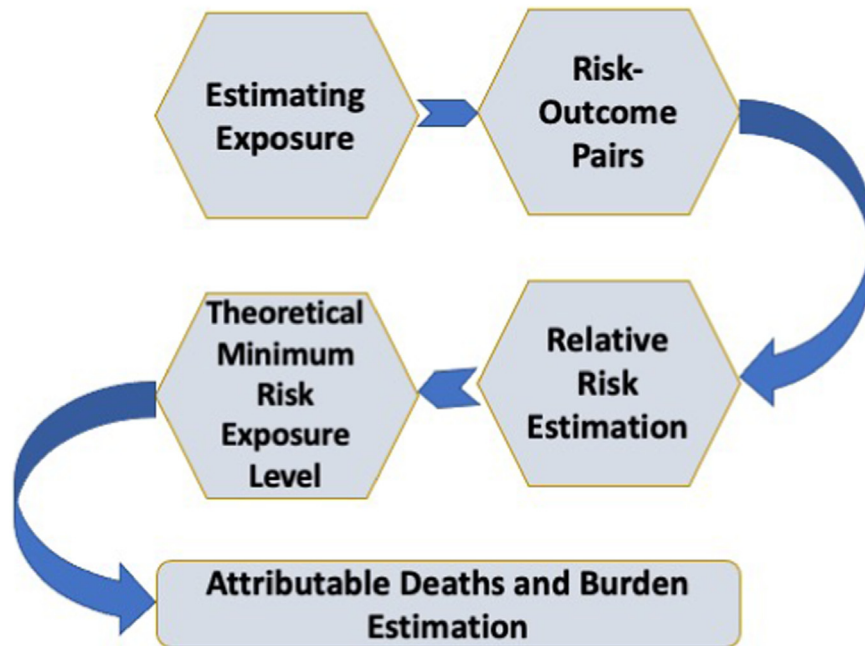 Estimating
Exposure
Risk-
Outcome
Pairs
Relative
Risk
Estimation
Theoretical
Minimum
Risk
Exposure
Level
Attributable Deaths and Burden
Estimation